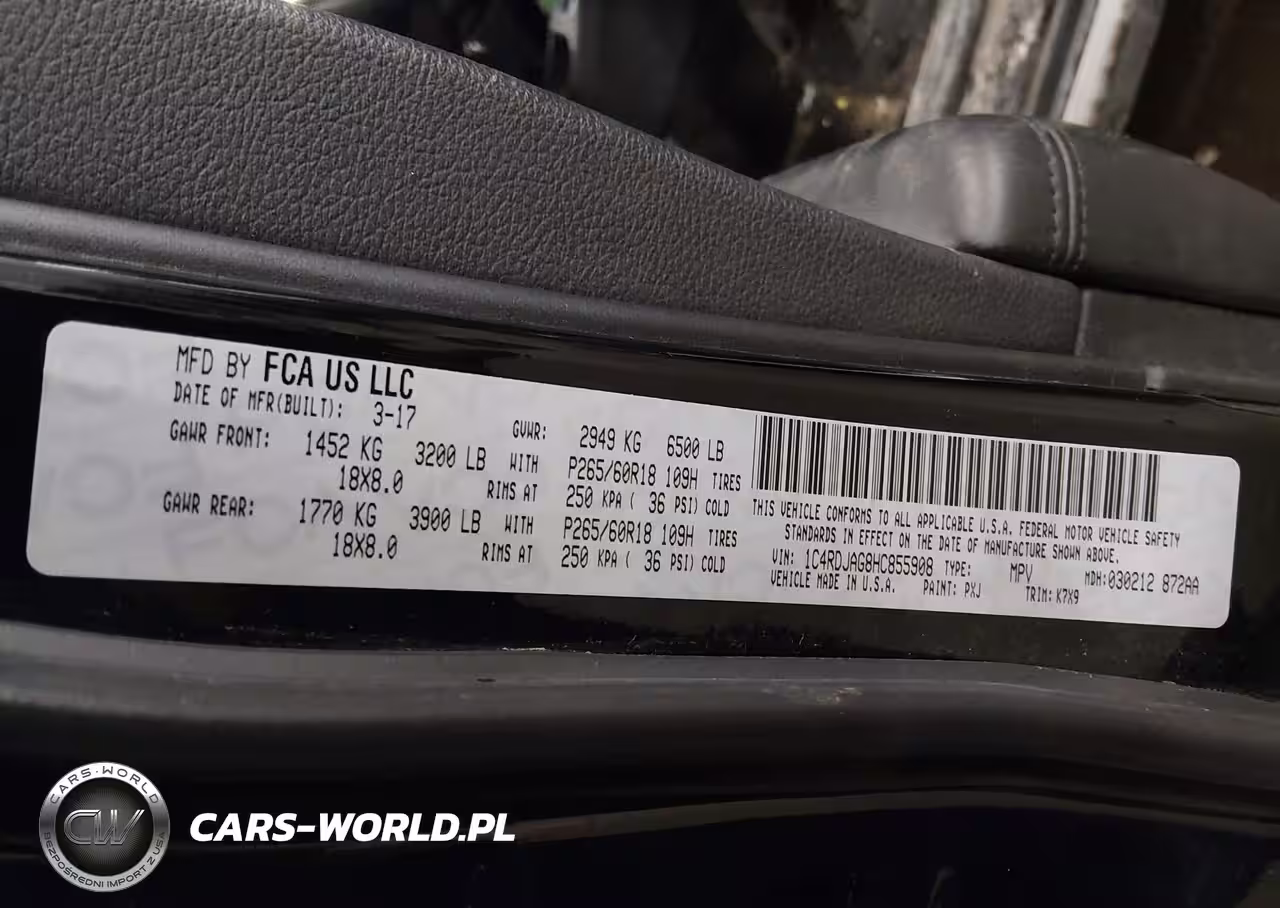 MFD BY FCA US LLC
DATE OF MFR(BUILT): 3-17
GVWR: 2949 KG 6500 LB
GAWR FRONT: 1452 KG 3200 LB WITH P265/60R18 109H TIRES
18X8.0 RIMS AT 250 KPA ( 36 PSI) COLD
GAWR REAR: 1770 KG 3900 LB WITH P265/60R18 109H TIRES
18X8.0 RIMS AT 250 KPA ( 36 PSI) COLD
THIS VEHICLE CONFORMS TO ALL APPLICABLE U.S.A. FEDERAL MOTOR VEHICLE SAFETY
STANDARDS IN EFFECT ON THE DATE OF MANUFACTURE SHOWN ABOVE.
VIN: 1C4RDJAG8HC855908 TYPE: MPV MDH:030212 872AA
VEHICLE MADE IN U.S.A. PAINT: PXJ TRIM: K7X9
CARS-WORLD
CW
BEZPOŚREDNI IMPORT Z USA
CARS-WORLD.PL